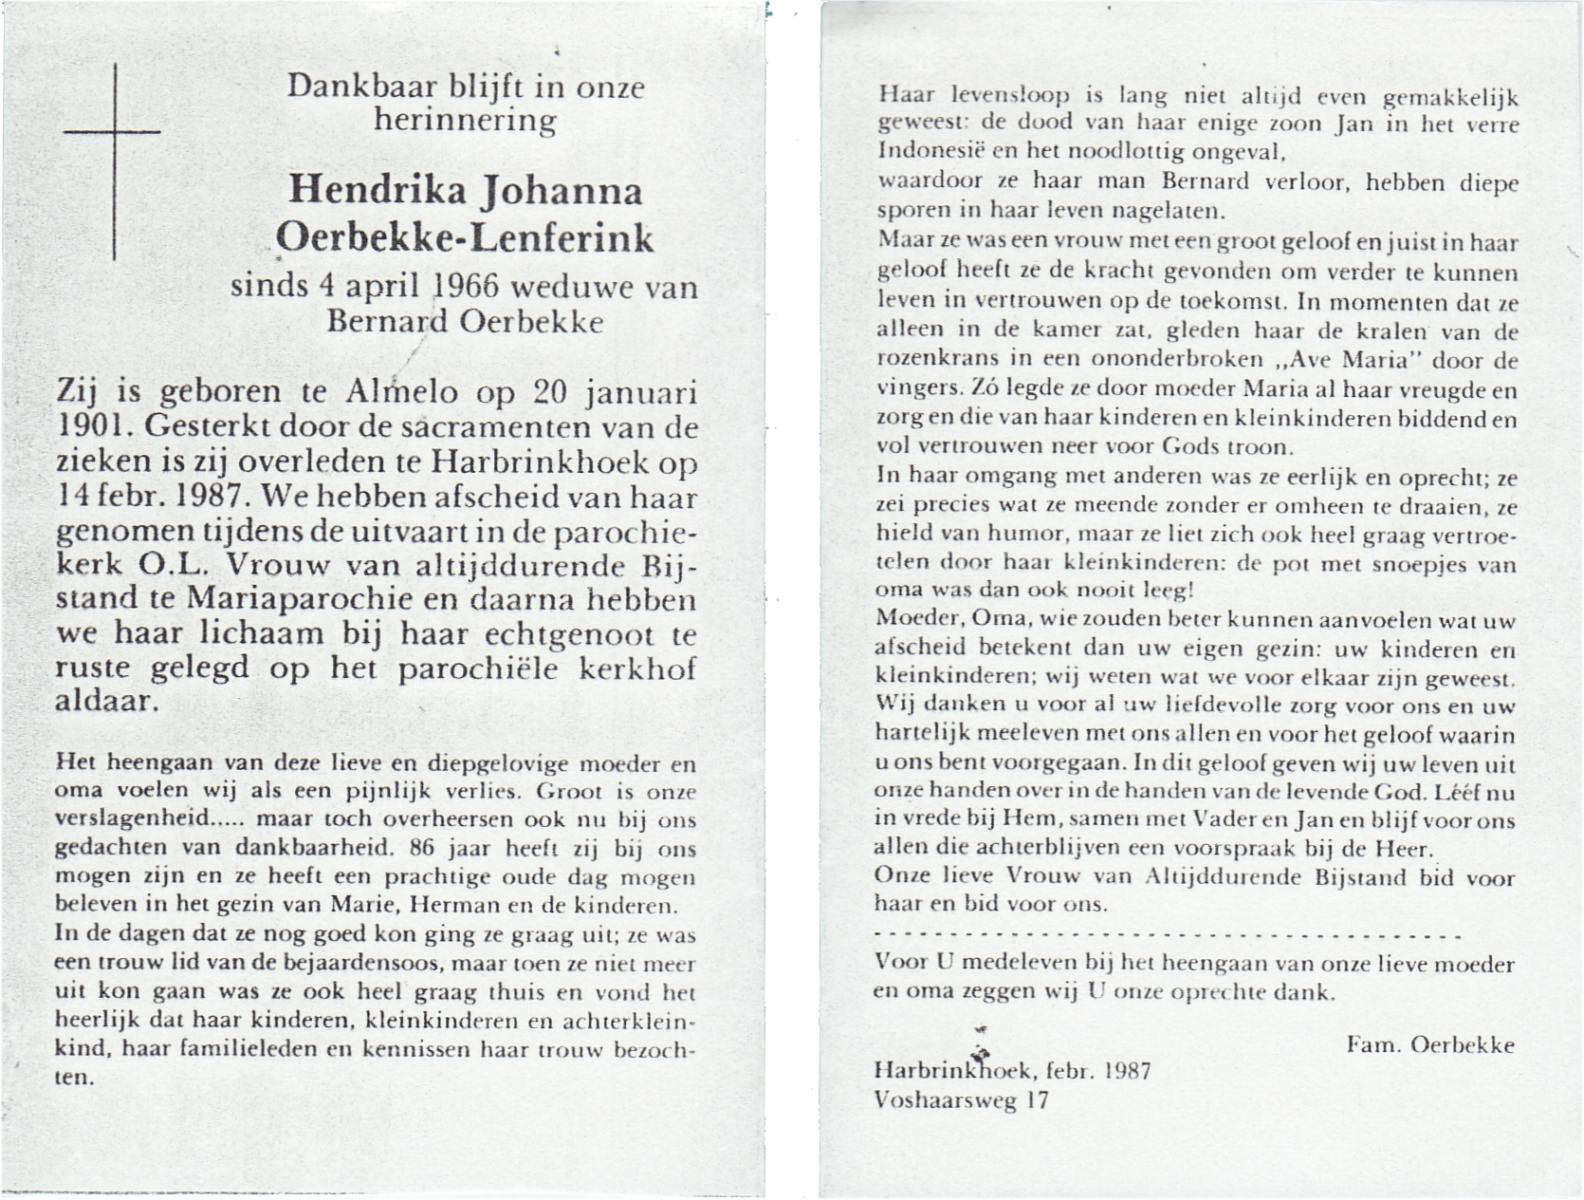 Dankbaar blijft in onze
herinnering
Hendrika Johanna
Oerbekke-Lenferink
sinds 4 april 1966 weduwe van
Bernard Oerbekke
Zij is geboren te Almelo op 20 januari
1901. Gesterkt door de sacramenten van de
zieken is zij overleden te Harbrinkhoek op
14 febr. 1987. We hebben afscheid van haar
genomen tijdens de uitvaart in de parochie-
kerk O.L. Vrouw van altijddurende Bij-
stand te Mariaparochie en daarna hebben
we haar lichaam bij haar echtgenoot te
ruste gelegd op het parochiële kerkhof
aldaar.
Het heengaan van deze lieve en diepgelovige moeder en
oma voelen wij als een pijnlijk verlies. Groot is onze
verslagenheid..... maar toch overheersen ook nu bij ons
gedachten van dankbaarheid. 86 jaar heeft zij bij ons
mogen zijn en ze heeft een prachtige oude dag mogen
beleven in het gezin van Marie, Herman en de kinderen.
In de dagen dat ze nog goed kon ging ze graag uit; ze was
een trouw lid van de bejaardensoos, maar toen ze niet meer
uit kon gaan was ze ook heel graag thuis en vond het
heerlijk dat haar kinderen, kleinkinderen en achterklein-
kind, haar familieleden en kennissen haar trouw bezoch-
ten.
Haar levensloop is lang niet altijd even gemakkelijk
geweest: de dood van haar enige zoon Jan in het verre
Indonesië en het noodlottig ongeval,
waardoor ze haar man Bernard verloor, hebben diepe
sporen in haar leven nagelaten.
Maar ze was een vrouw met een groot geloof en juist in haar
geloof heeft ze de kracht gevonden om verder te kunnen
leven in vertrouwen op de toekomst. In momenten dat ze
alleen in de kamer zat, gleden haar de kralen van de
rozenkrans in een ononderbroken „Ave Maria" door de
vingers. Zó legde ze door moeder Maria al haar vreugde en
zorg en die van haar kinderen en kleinkinderen biddend en
vol vertrouwen neer voor Gods troon.
In haar omgang met anderen was ze eerlijk en oprecht; ze
zei precies wat ze meende zonder er omheen te draaien, ze
hield van humor, maar ze liet zich ook heel graag vertroe-
telen door haar kleinkinderen: de pot met snoepjes van
oma was dan ook nooit leeg!
Moeder, Oma, wie zouden beter kunnen aanvoelen wat uw
afscheid betekent dan uw eigen gezin: uw kinderen en
kleinkinderen; wij weten wat we voor elkaar zijn geweest.
Wij danken u voor al uw liefdevolle zorg voor ons en uw
hartelijk meeleven met ons allen en voor het geloof waarin
u ons bent voorgegaan. In dit geloof geven wij uw leven uit
onze handen over in de handen van de levende God. Lééf nu
in vrede bij Hem, samen met Vader en Jan en blijf voor ons
allen die achterblijven een voorspraak bij de Heer.
Onze lieve Vrouw van Altijddurende Bijstand bid voor
haar en bid voor ons.
Voor U medeleven bij het heengaan van onze lieve moeder
en oma zeggen wij U onze oprechte dank.
Fam. Oerbekke
Harbrinkhoek, febr. 1987
Voshaarsweg 17